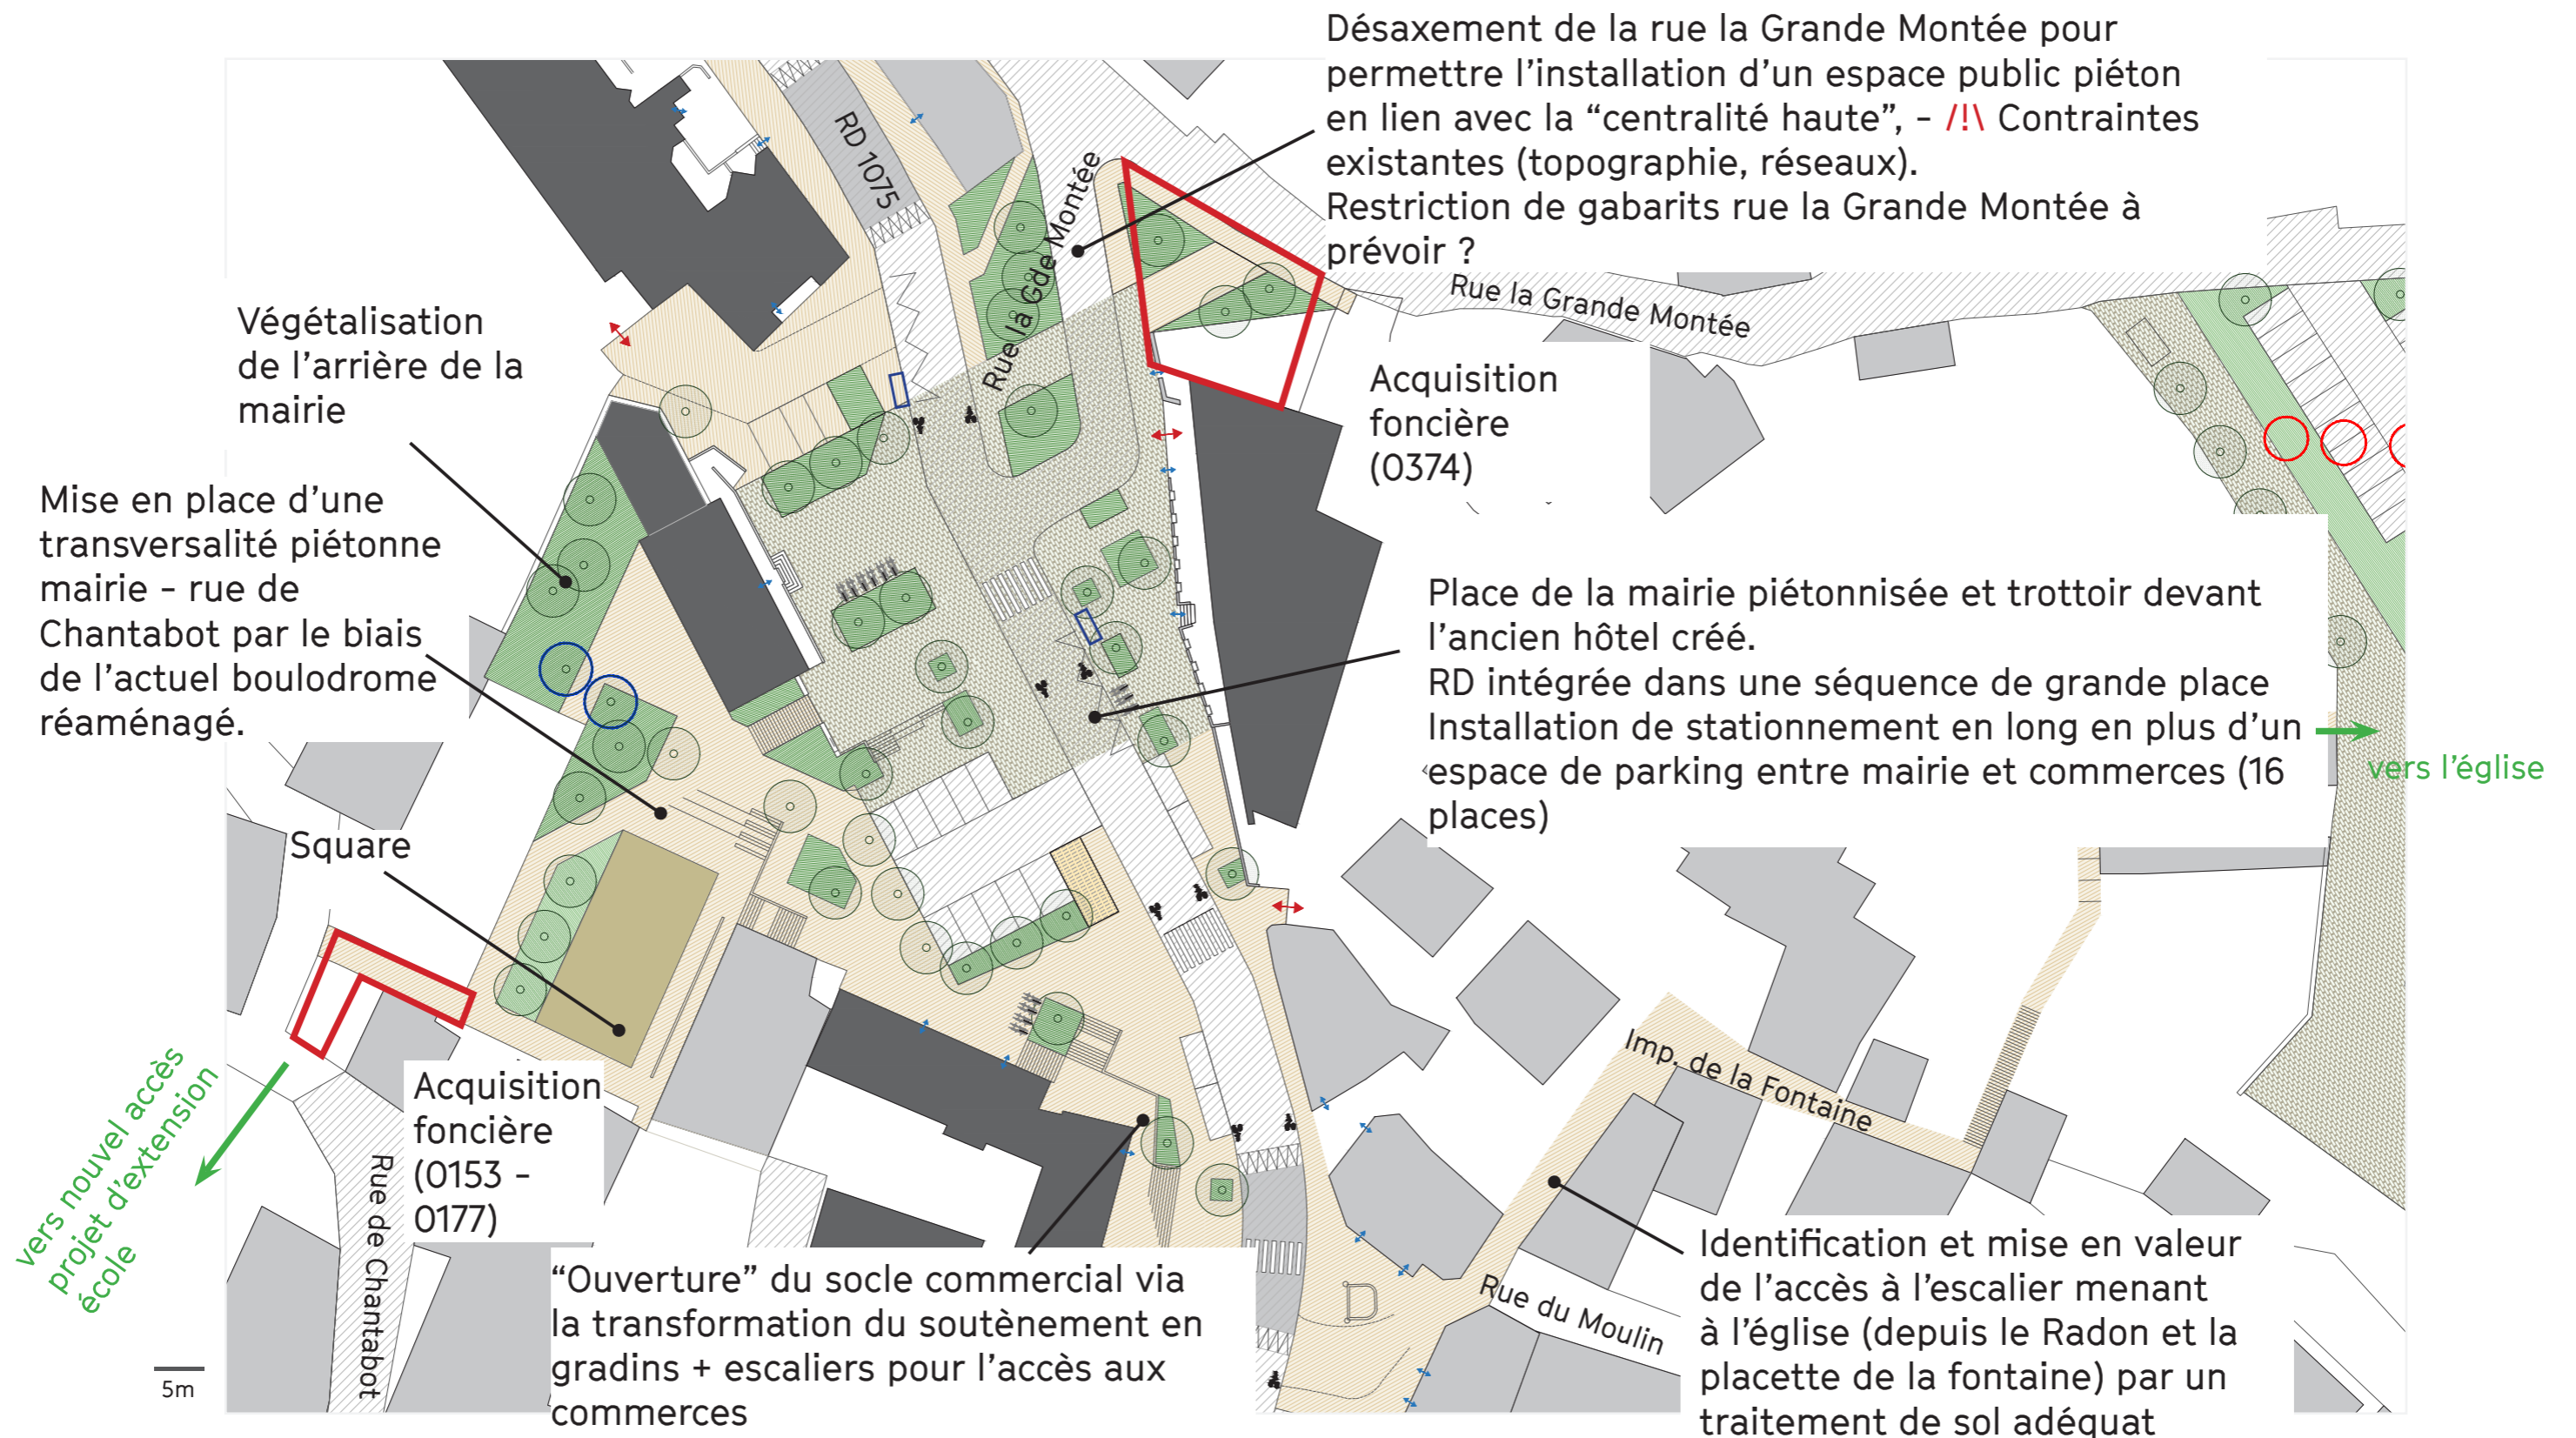 Désaxement de la rue la Grande Montée pour
permettre l’installation d’un espace public piéton
en lien avec la “centralité haute”, - /!\ Contraintes
existantes (topographie, réseaux).
Restriction de gabarits rue la Grande Montée à
prévoir ?
RD 1075
Rue la Gde Montée
Rue la Grande Montée
Végétalisation
de l’arrière de la
mairie
Acquisition
foncière
(0374)
Mise en place d’une
transversalité piétonne
mairie - rue de
Chantabot par le biais
de l’actuel boulodrome
réaménagé.
Place de la mairie piétonnisée et trottoir devant
l’ancien hôtel créé.
RD intégrée dans une séquence de grande place
Installation de stationnement en long en plus d’un
espace de parking entre mairie et commerces (16
places)
vers l’église
Square
Imp. de la Fontaine
Acquisition
foncière
(0153 -
0177)
vers nouvel accès
projet d’extension
école
Rue de Chantabot
“Ouverture” du socle commercial via
la transformation du soutènement en
gradins + escaliers pour l’accès aux
commerces
Rue du Moulin
Identification et mise en valeur
de l’accès à l’escalier menant
à l’église (depuis le Radon et la
placette de la fontaine) par un
traitement de sol adéquat
5m